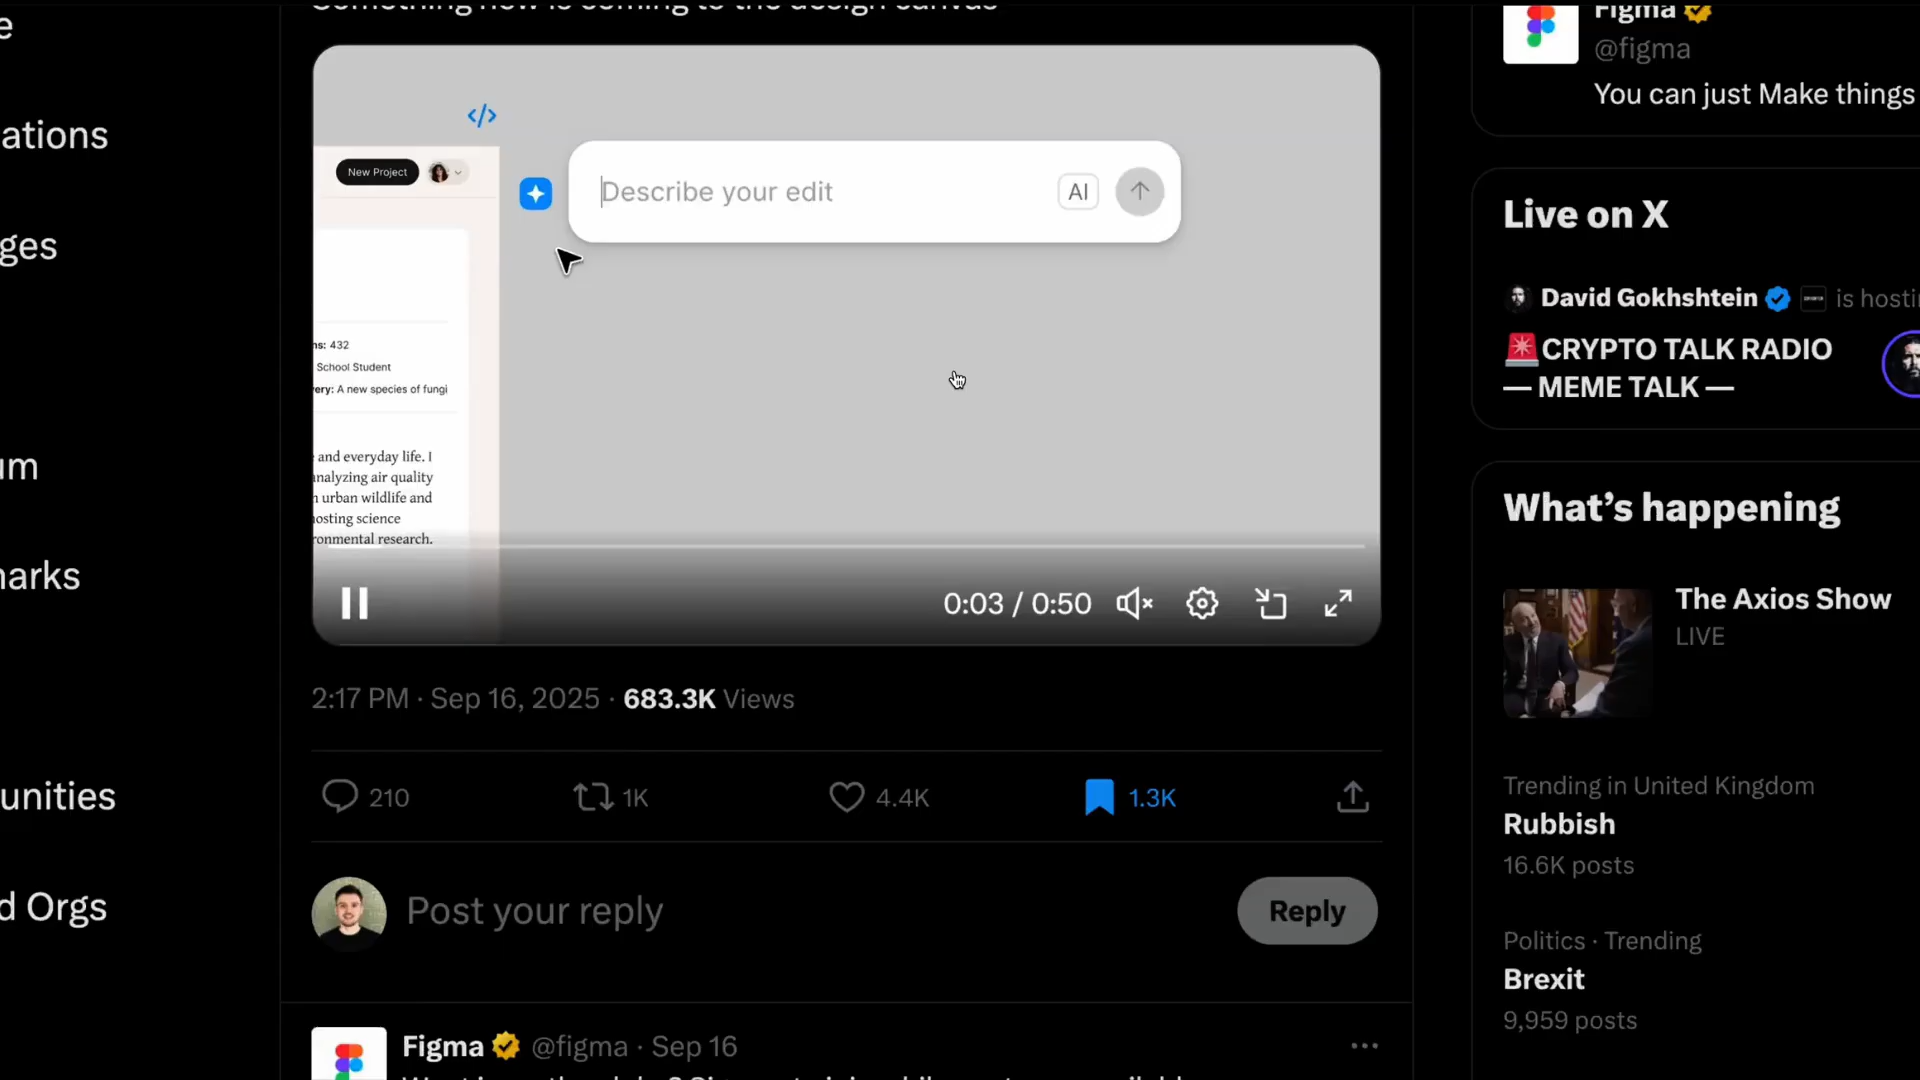 Something new is coming to the design canvas
e
ations
ges
um
narks
unities
d Orgs
</>
New Project
ns: 432
School Student
very: A new species of fungi
and everyday life. I
analyzing air quality
n urban wildlife and
hosting science
ronmental research.
Describe your edit
AI
0:03 / 0:50
2:17 PM · Sep 16, 2025 · 683.3K Views
210
1K
4.4K
1.3K
Post your reply
Reply
Figma @figma · Sep 16
Figma
@figma
You can just Make things
Live on X
David Gokhshtein is hosti
🚨CRYPTO TALK RADIO
— MEME TALK —
What’s happening
The Axios Show
LIVE
Trending in United Kingdom
Rubbish
16.6K posts
Politics · Trending
Brexit
9,959 posts